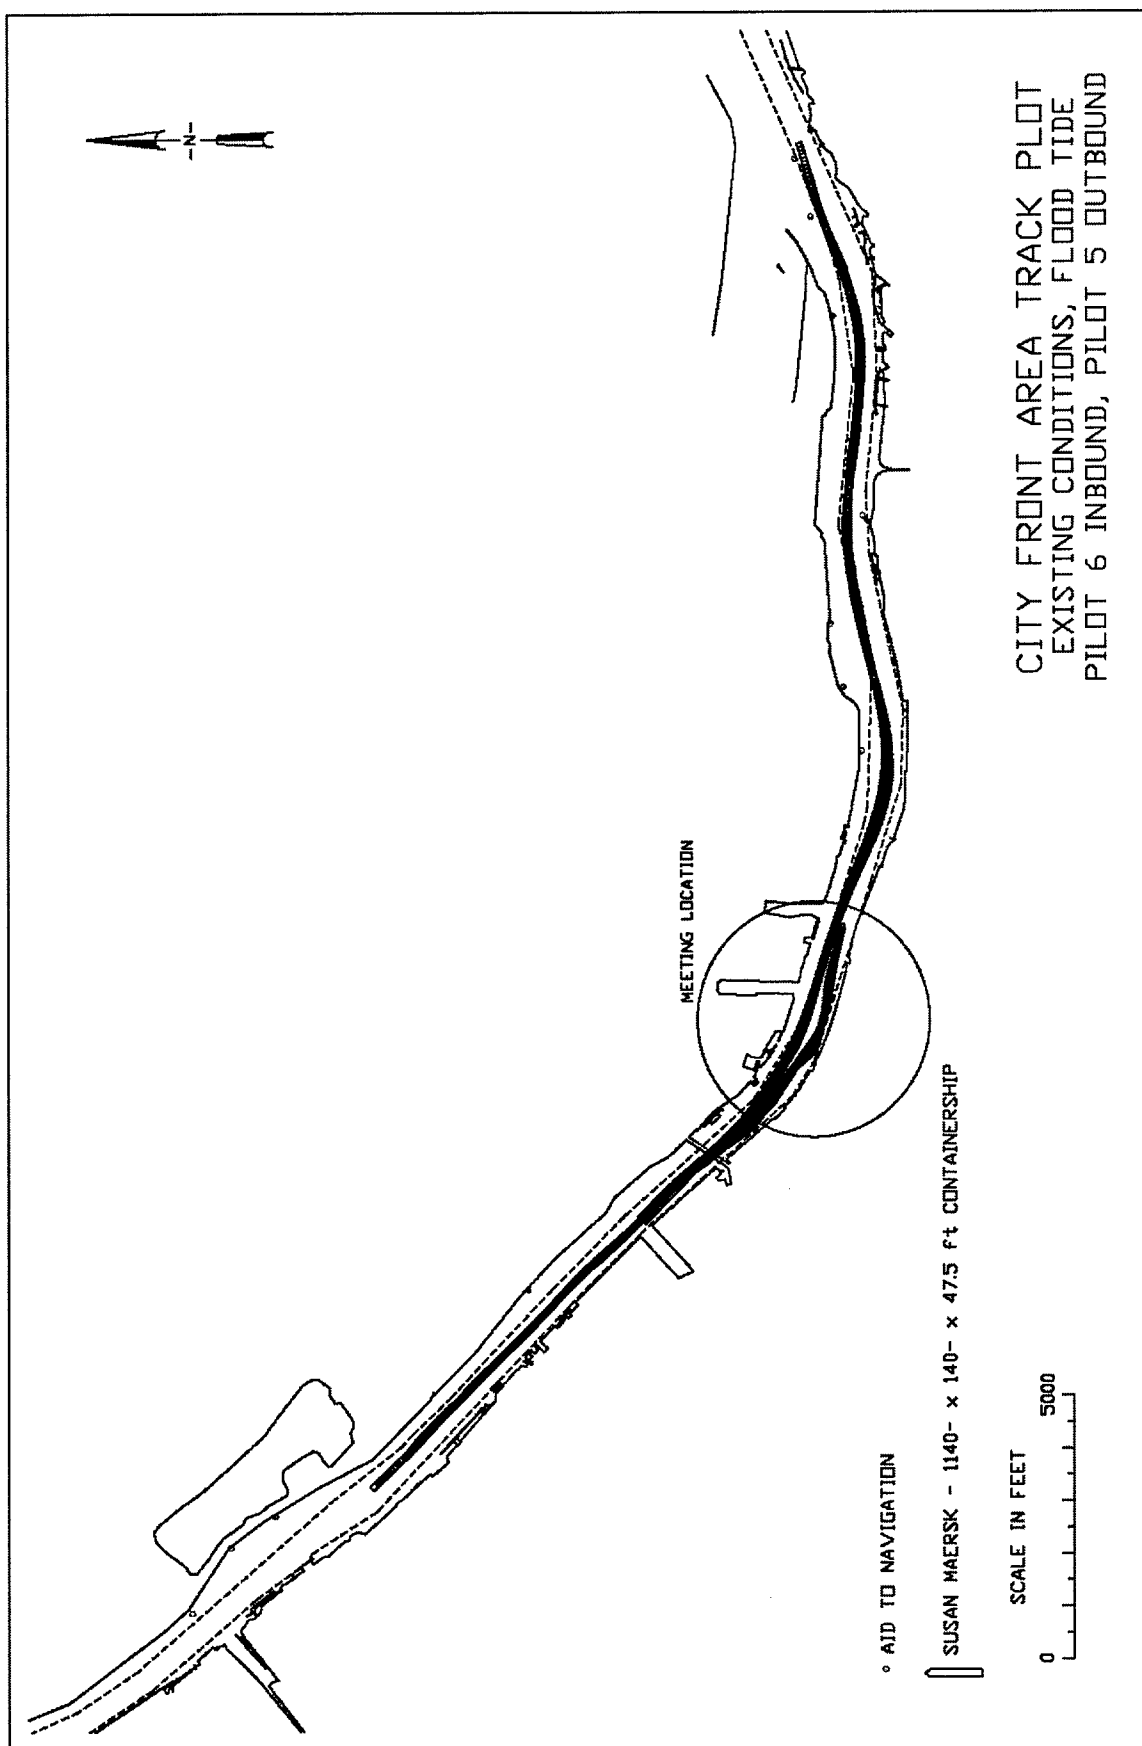 -N-
MEETING LOCATION
° AID TO NAVIGATION
SUSAN MAERSK - 1140- x 140- x 47.5 ft CONTAINERSHIP
SCALE IN FEET
0 5000
CITY FRONT AREA TRACK PLOT
EXISTING CONDITIONS, FLOOD TIDE
PILOT 6 INBOUND, PILOT 5 OUTBOUND